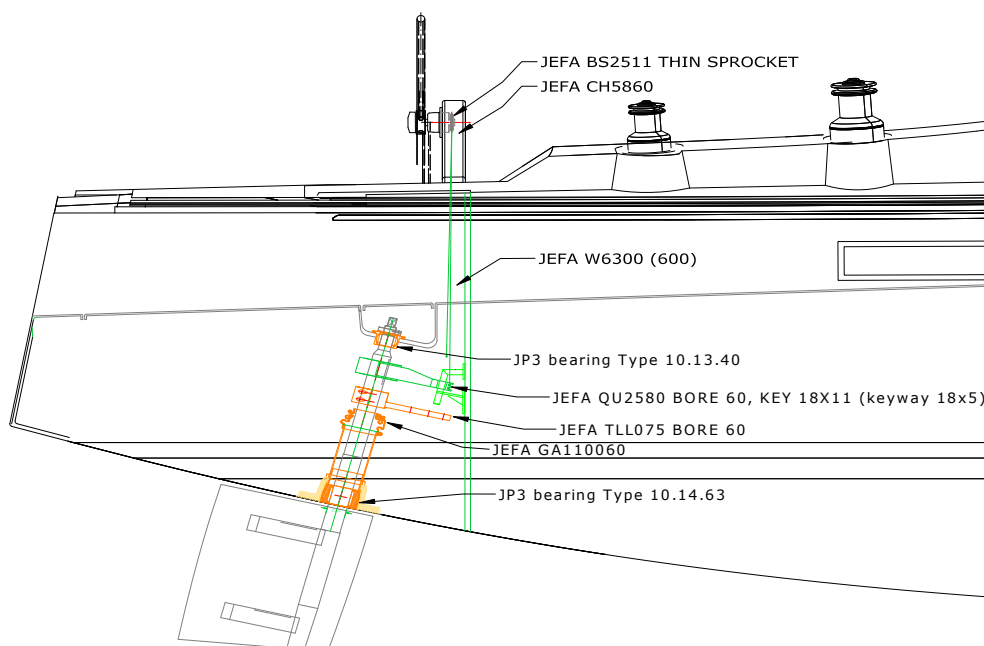 JEFA BS2511 THIN SPROCKET
JEFA CH5860
JEFA W6300 (600)
JP3 bearing Type 10.13.40
JEFA QU2580 BORE 60, KEY 18X11 (keyway 18x5)
JEFA TLL075 BORE 60
JEFA GA110060
JP3 bearing Type 10.14.63